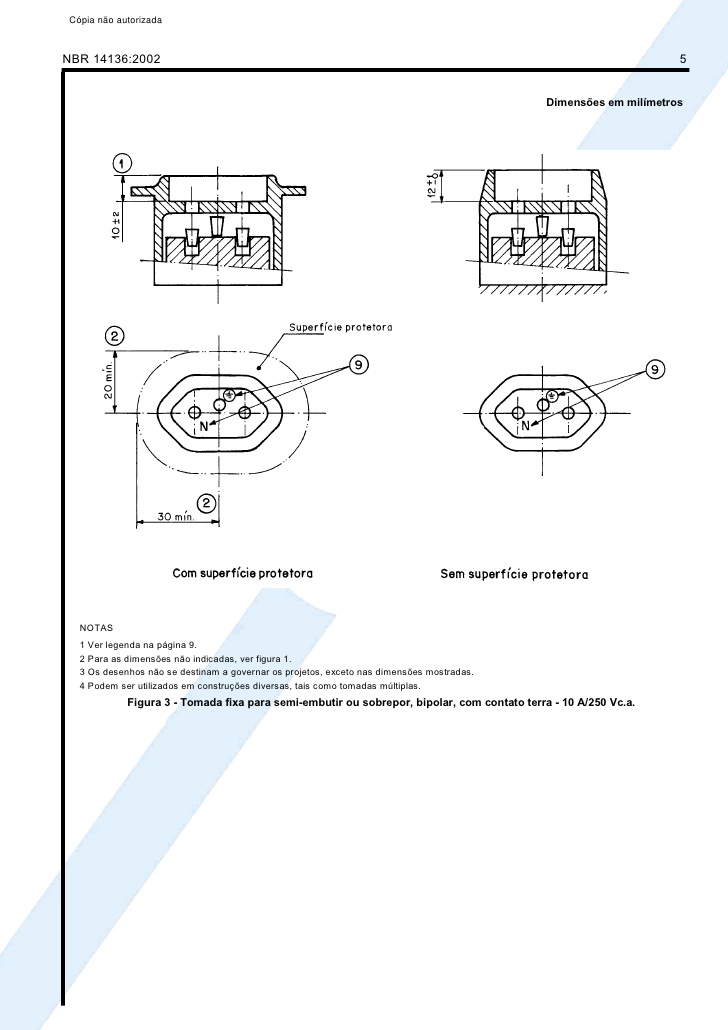 Cópia não autorizada
NBR 14136:2002 5
Dimensões em milímetros
1
10 ± 2
2
Superfície protetora
9
20 mín.
N
2
30 mín.
Com superfície protetora
9
N
Sem superfície protetora
NOTAS
1 Ver legenda na página 9.
2 Para as dimensões não indicadas, ver figura 1.
3 Os desenhos não se destinam a governar os projetos, exceto nas dimensões mostradas.
4 Podem ser utilizados em construções diversas, tais como tomadas múltiplas.
Figura 3 - Tomada fixa para semi-embutir ou sobrepor, bipolar, com contato terra - 10 A/250 Vc.a.